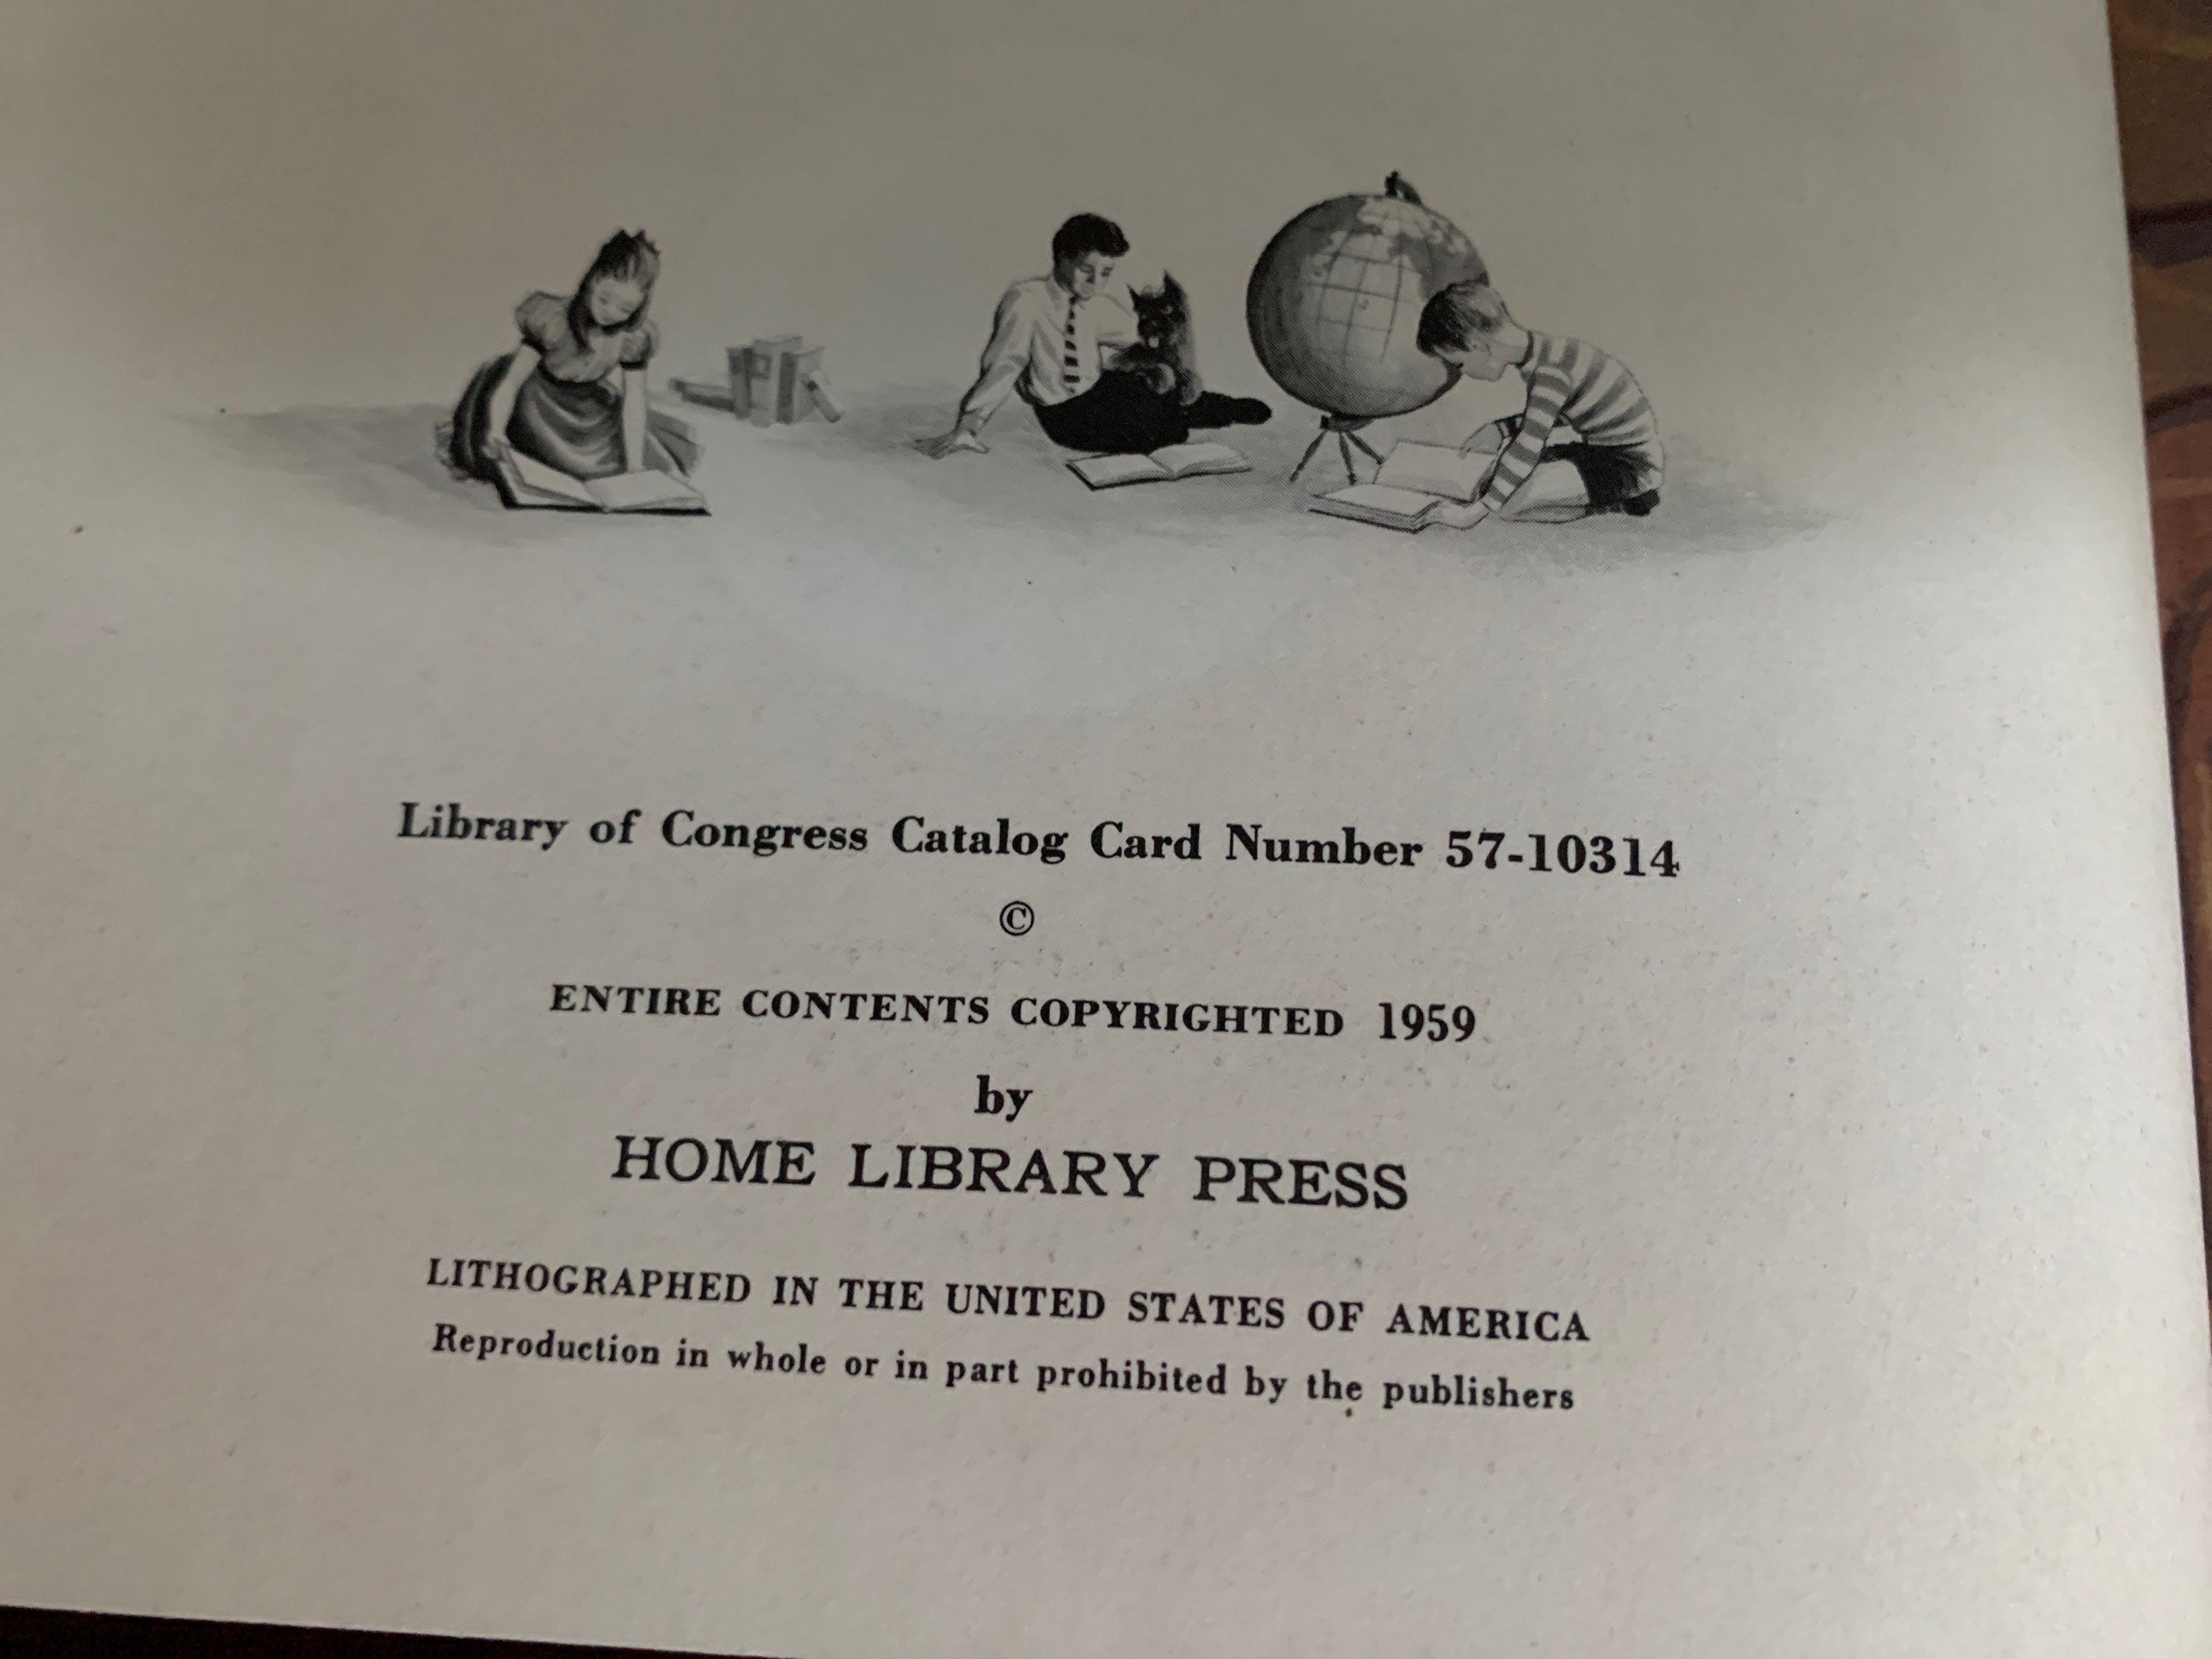 Library of Congress Catalog Card Number 57-10314
©
ENTIRE CONTENTS COPYRIGHTED 1959
by
HOME LIBRARY PRESS
LITHOGRAPHED IN THE UNITED STATES OF AMERICA
Reproduction in whole or in part prohibited by the publishers